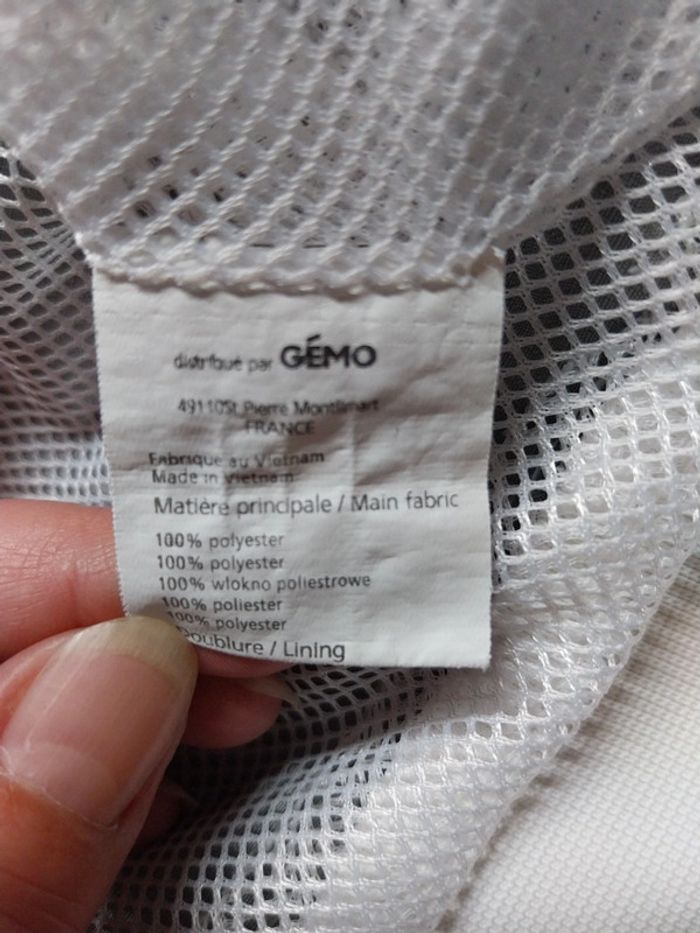 distribué par GÉMO
49110St Pierre Montlimart
FRANCE
Fabriqué au Vietnam
Made in Vietnam
Matière principale / Main fabric
100% polyester
100% polyester
100% włokno poliestrowe
100% poliester
100% polyester
Doublure / Lining